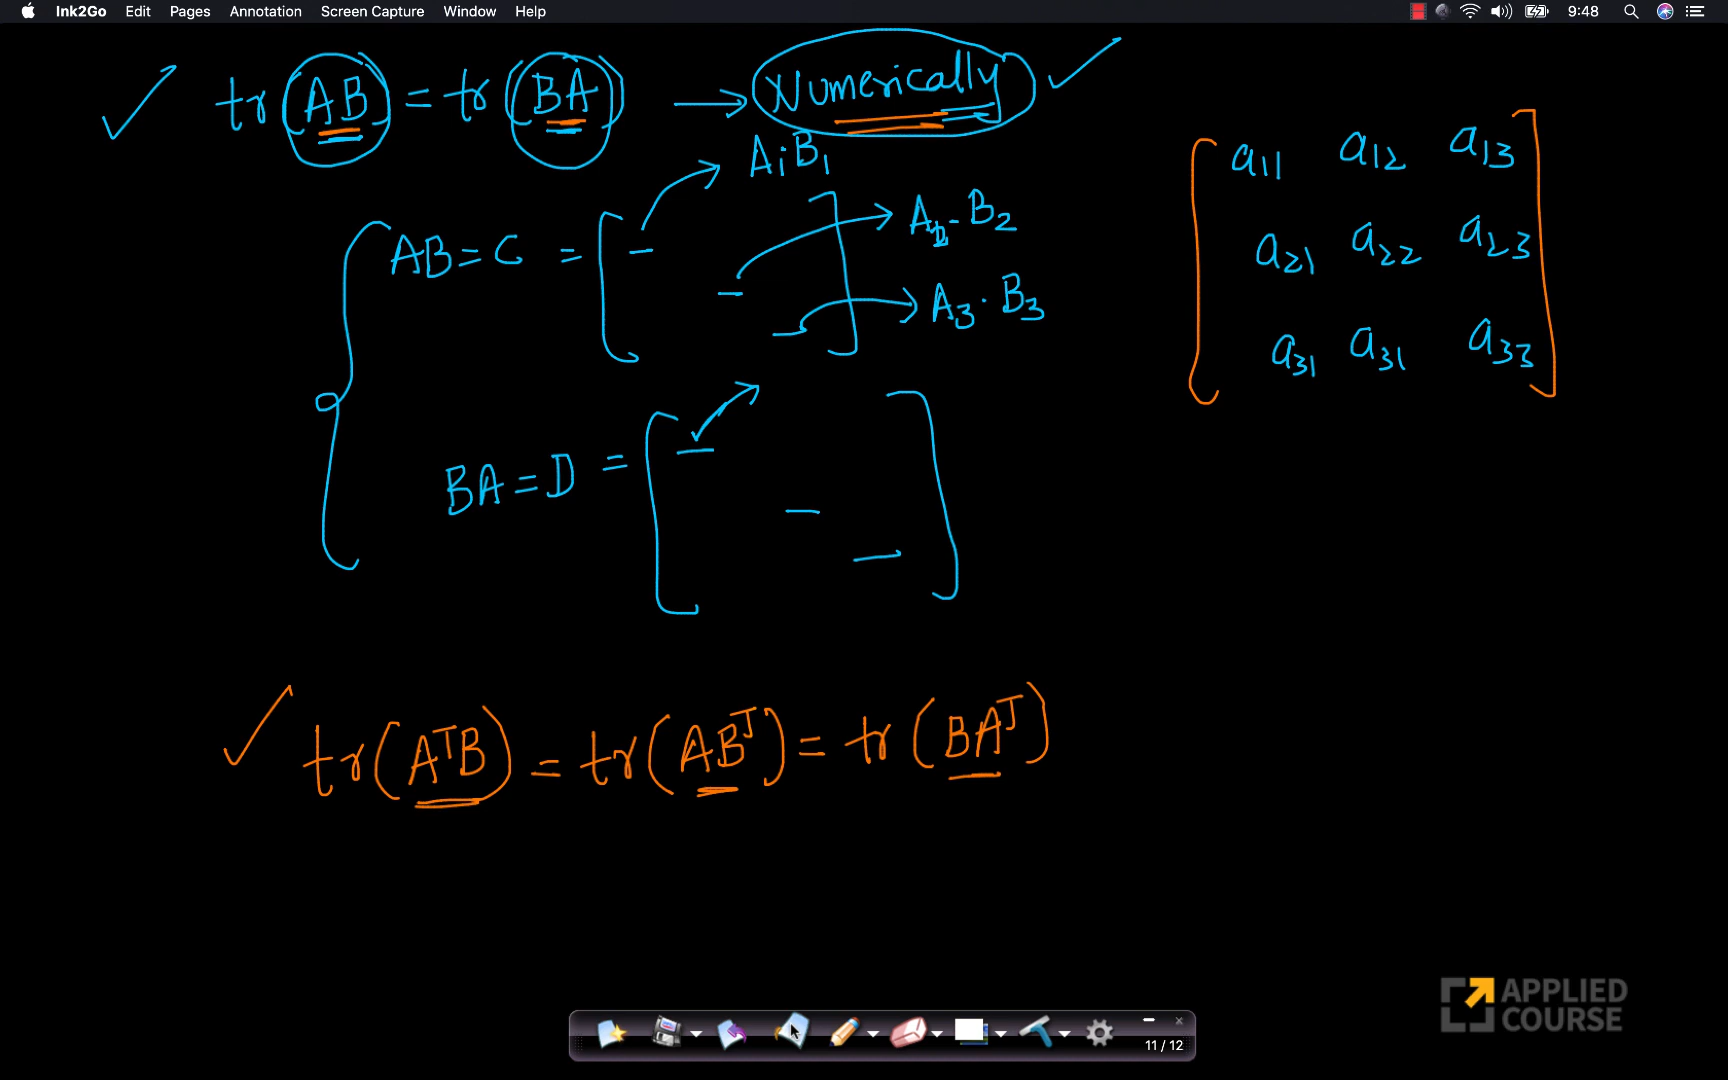 Ink2Go Edit Pages Annotation Screen Capture Window Help 9:48
tr(AB) = tr(BA) → Numerically
A₁B₁
AB = C = [ – – – ]
A₂·B₂
A₃·B₃
BA = D = [ – – – ]
a₁₁ a₁₂ a₁₃
a₂₁ a₂₂ a₂₃
a₃₁ a₃₁ a₃₃
tr(AᵀB) = tr(ABᵀ) = tr(BAᵀ)
APPLIED
COURSE
11 / 12